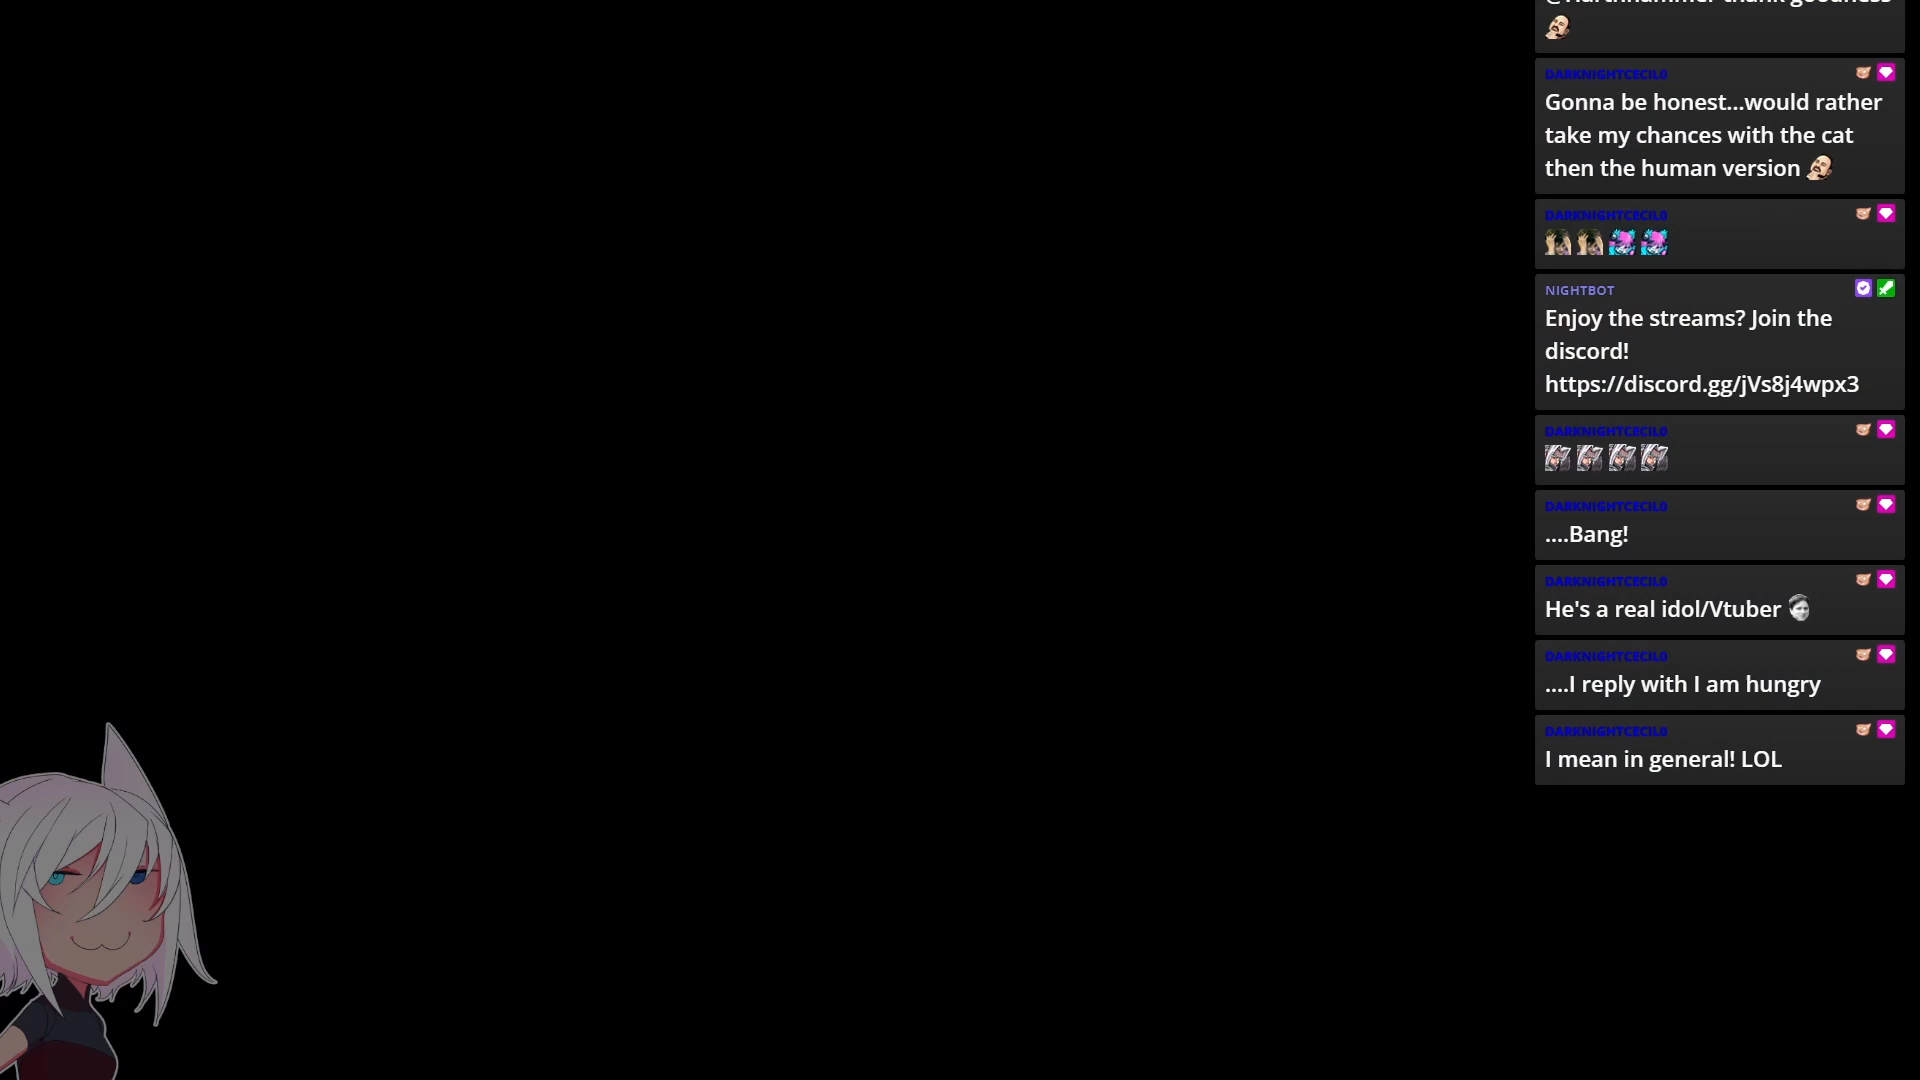 thank goodness
DARKNIGHTCECIL0
Gonna be honest...would rather
take my chances with the cat
then the human version
DARKNIGHTCECIL0
NIGHTBOT
Enjoy the streams? Join the
discord!
https://discord.gg/jVs8j4wpx3
DARKNIGHTCECIL0
DARKNIGHTCECIL0
....Bang!
DARKNIGHTCECIL0
He's a real idol/Vtuber
DARKNIGHTCECIL0
....I reply with I am hungry
DARKNIGHTCECIL0
I mean in general! LOL